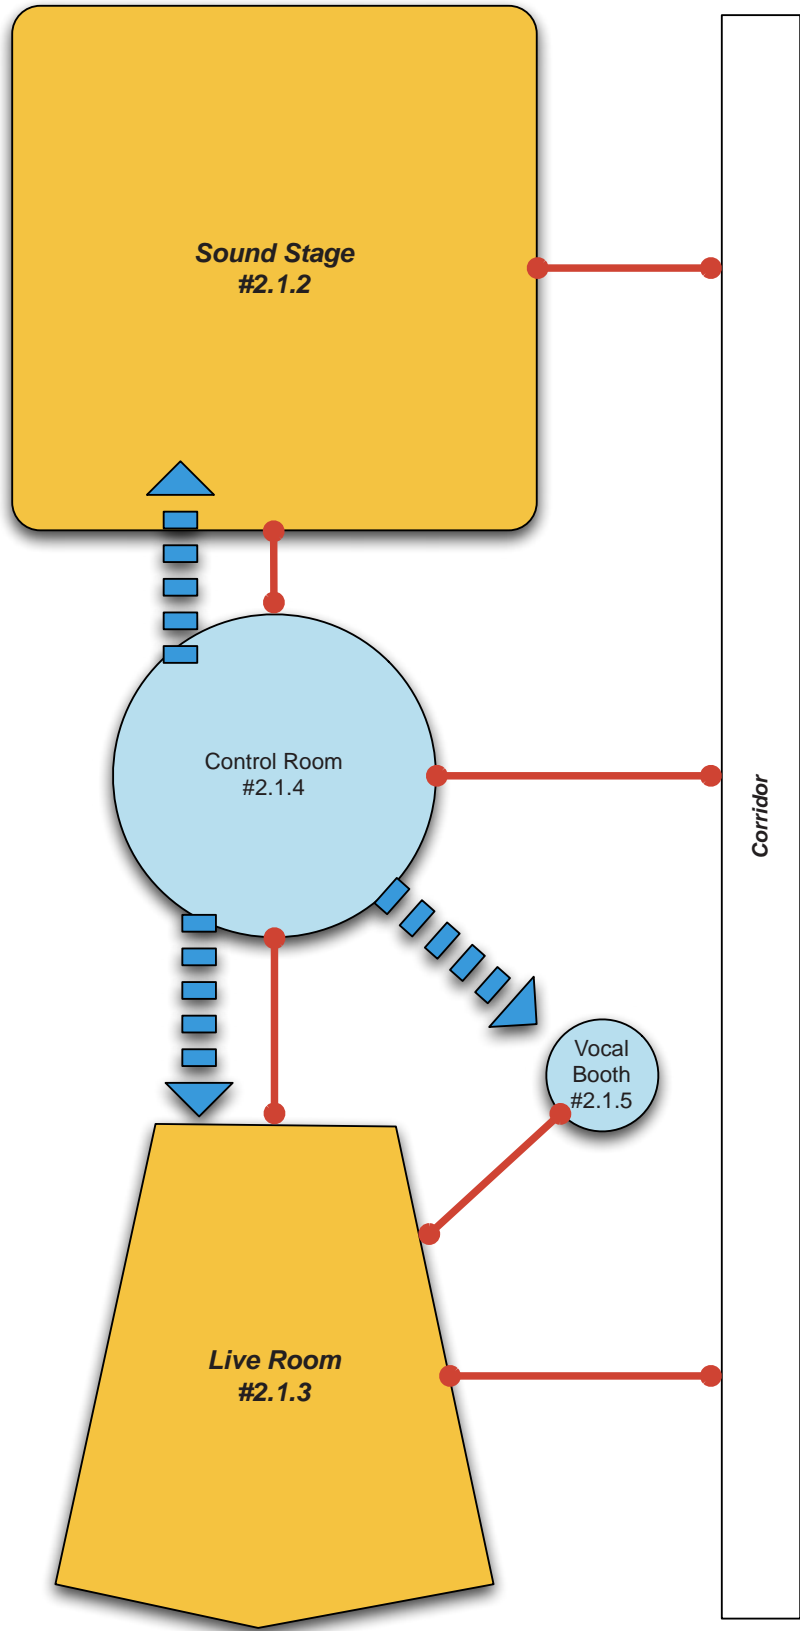 Sound Stage
#2.1.2
Control Room
#2.1.4
Corridor
Vocal
Booth
#2.1.5
Live Room
#2.1.3